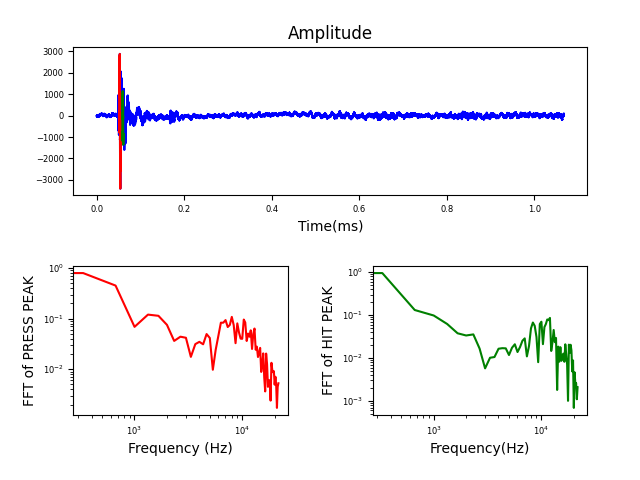 Amplitude
3000
2000
1000
0
−1000
−2000
−3000
0.0 0.2 0.4 0.6 0.8 1.0
Time(ms)
FFT of PRESS PEAK
10⁰
10⁻¹
10⁻²
10³ 10⁴
Frequency (Hz)
FFT of HIT PEAK
10⁰
10⁻¹
10⁻²
10⁻³
10³ 10⁴
Frequency(Hz)